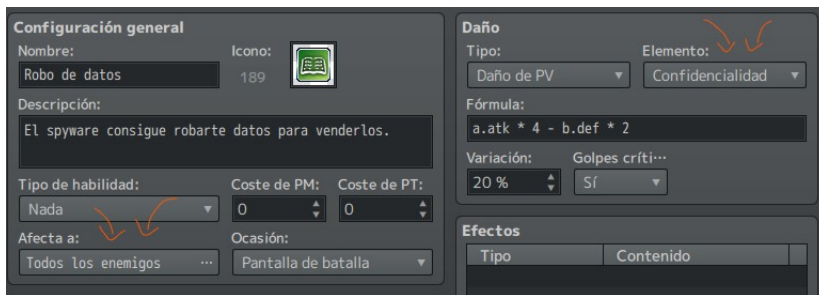 Configuración general
Nombre:
Icono:
Robo de datos
189
Descripción:
El spyware consigue robarte datos para venderlos.
Tipo de habilidad:
Coste de PM:
Coste de PT:
Nada
0
0
Afecta a:
Ocasión:
Todos los enemigos ...
Pantalla de batalla
Daño
Tipo:
Elemento:
Daño de PV
Confidencialidad
Fórmula:
a.atk * 4 - b.def * 2
Variación:
Golpes críti...
20 %
Sí
Efectos
Tipo
Contenido